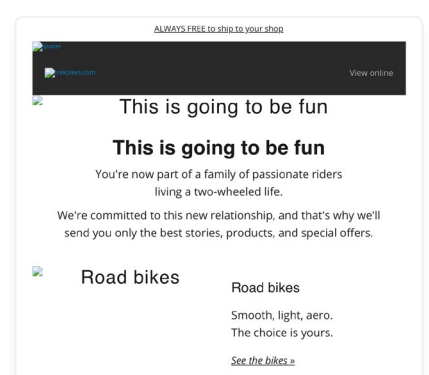 ALWAYS FREE to ship to your shop
spacer
trekbikes.com
View online
This is going to be fun
This is going to be fun
You're now part of a family of passionate riders
living a two-wheeled life.
We're committed to this new relationship, and that's why we'll
send you only the best stories, products, and special offers.
Road bikes
Road bikes
Smooth, light, aero.
The choice is yours.
See the bikes »